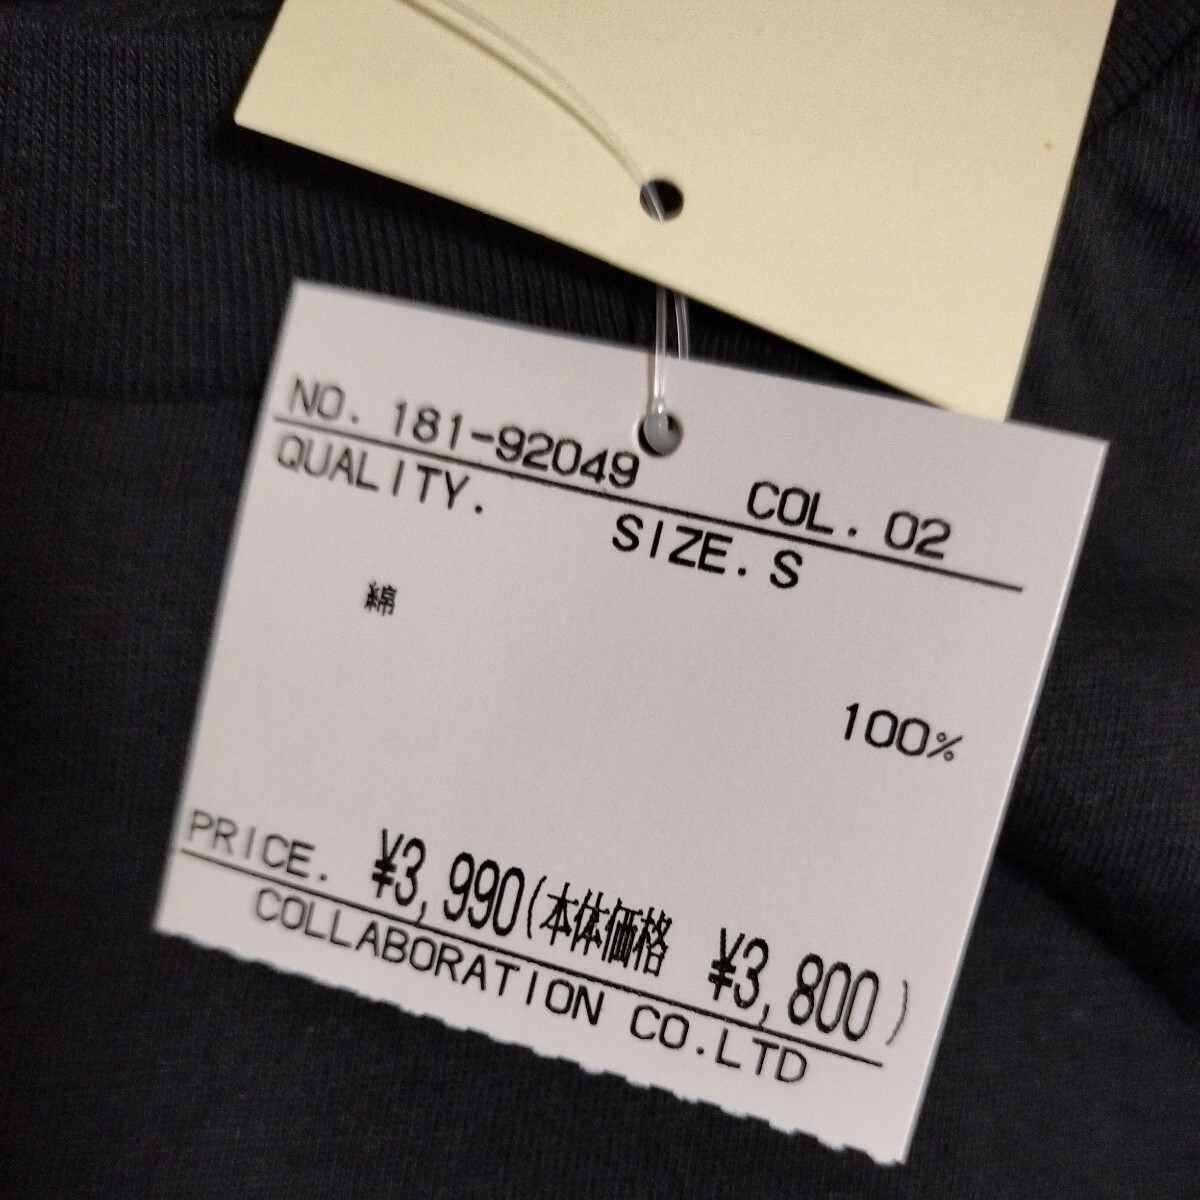 NO. 181-92049 COL. 02
QUALITY. SIZE. S
綿
100%
PRICE. ¥3,990(本体価格 ¥3,800)
COLLABORATION CO.LTD